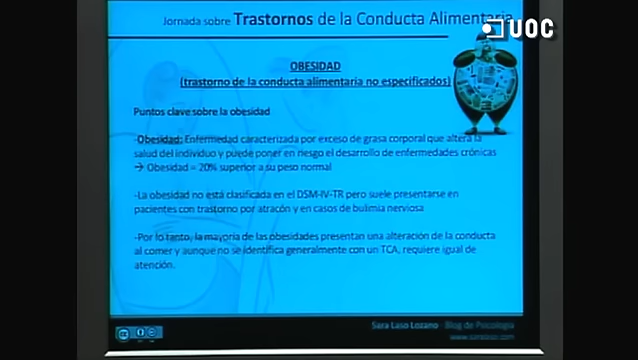 Jornada sobre Trastornos de la Conducta Alimentaria
UOC
OBESIDAD
(trastorno de la conducta alimentaria no especificados)
Puntos clave sobre la obesidad
-Obesidad: Enfermedad caracterizada por exceso de grasa corporal que altera la
salud del individuo y puede poner en riesgo el desarrollo de enfermedades crónicas
→ Obesidad = 20% superior a su peso normal
-La obesidad no está clasificada en el DSM-IV-TR pero suele presentarse en
pacientes con trastorno por atracón y en casos de bulimia nerviosa
-Por lo tanto, la mayoría de las obesidades presentan una alteración de la conducta
al comer y aunque no se identifica generalmente con un TCA, requiere igual de
atención.
Sara Laso Lozano - Blog de Psicología